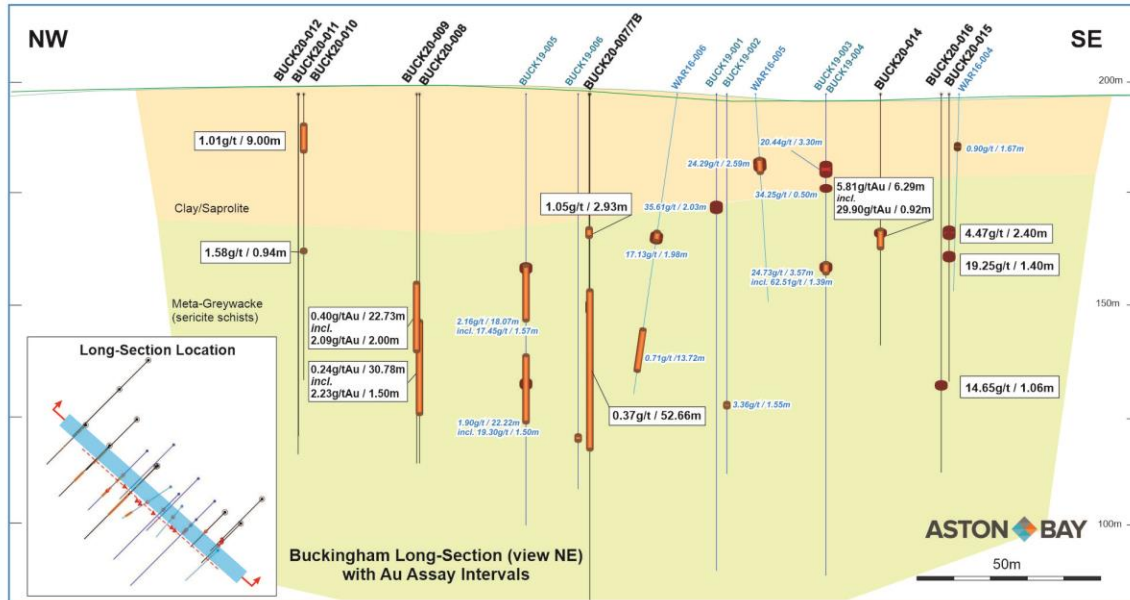 NW
SE
BUCK20-012
BUCK20-011
BUCK20-010
BUCK20-009
BUCK20-008
BUCK19-005
BUCK19-006
BUCK20-007/7B
WAR16-006
BUCK19-001
BUCK19-002
WAR16-005
BUCK19-003
BUCK19-004
BUCK20-014
BUCK20-016
BUCK20-015
WAR16-004
200m
1.01g/t / 9.00m
20.44g/t / 3.30m
0.90g/t / 1.67m
24.29g/t / 2.59m
5.81g/tAu / 6.29m
incl.
29.90g/tAu / 0.92m
34.25g/t / 0.50m
Clay/Saprolite
1.05g/t / 2.93m
35.61g/t / 2.03m
4.47g/t / 2.40m
1.58g/t / 0.94m
17.13g/t / 1.98m
19.25g/t / 1.40m
24.73g/t / 3.57m
incl. 62.51g/t / 1.39m
Meta-Greywacke
(sericite schists)
150m
0.40g/tAu / 22.73m
incl.
2.09g/tAu / 2.00m
2.16g/t / 18.07m
incl. 17.45g/t / 1.57m
Long-Section Location
0.71g/t /13.72m
0.24g/tAu / 30.78m
incl.
2.23g/tAu / 1.50m
14.65g/t / 1.06m
3.36g/t / 1.55m
0.37g/t / 52.66m
1.90g/t / 22.22m
incl. 19.30g/t / 1.50m
100m
ASTON BAY
Buckingham Long-Section (view NE)
with Au Assay Intervals
50m